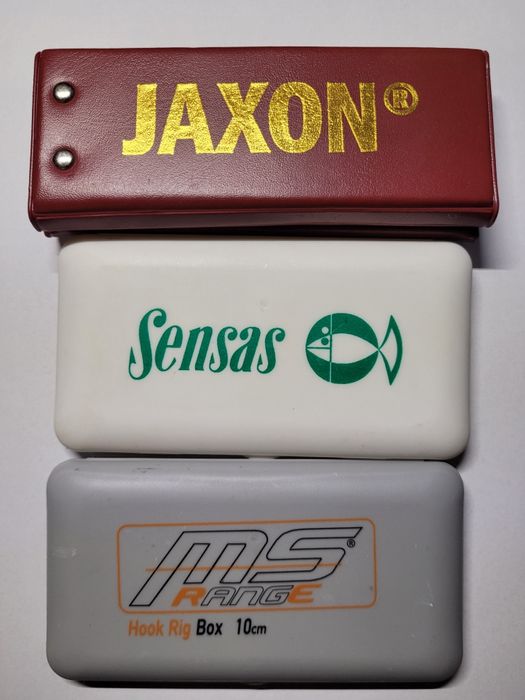 JAXON®
Sensas
MS®
RANGE
Hook Rig Box 10cm